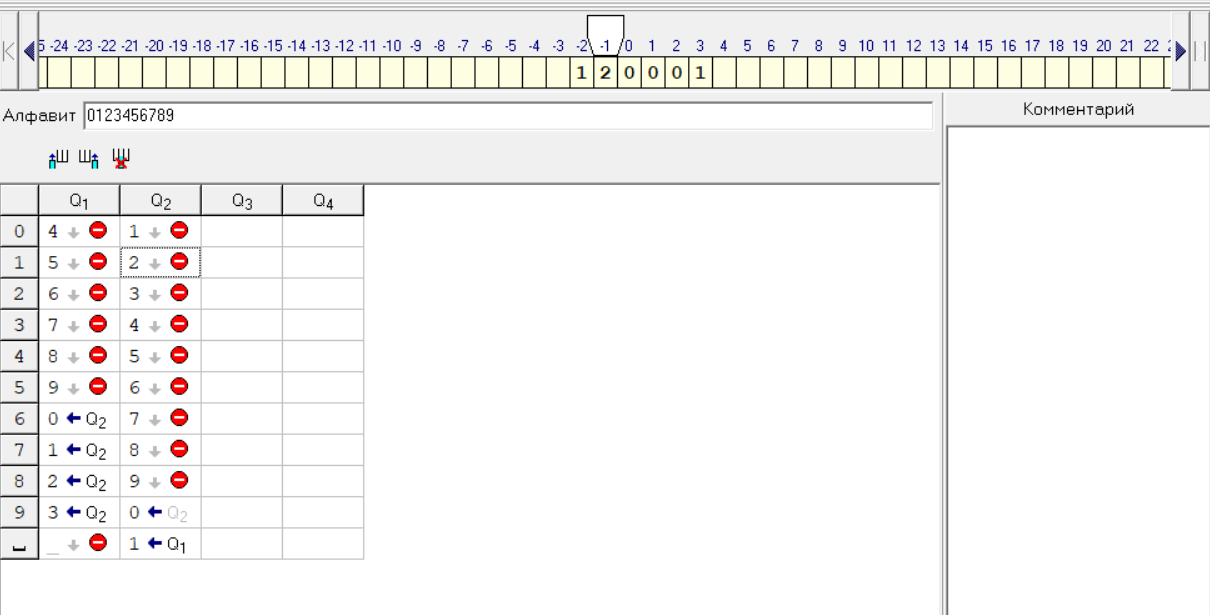 5 -24 -23 -22 -21 -20 -19 -18 -17 -16 -15 -14 -13 -12 -11 -10 -9 -8 -7 -6 -5 -4 -3 -2 -1 0 1 2 3 4 5 6 7 8 9 10 11 12 13 14 15 16 17 18 19 20 21 22
1 2 0 0 0 1
Алфавит 0123456789
Комментарий
Q1 Q2 Q3 Q4
0 4 1
1 5 2
2 6 3
3 7 4
4 8 5
5 9 6
6 0 ← Q2 7
7 1 ← Q2 8
8 2 ← Q2 9
9 3 ← Q2 0 ← Q2
_ 1 ← Q1